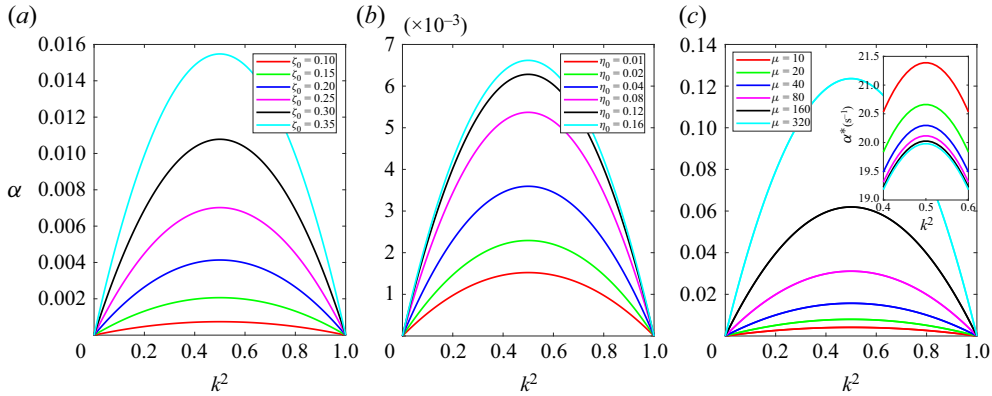 (a)
0.016
0.014
0.012
0.010
0.008
0.006
0.004
0.002
0
0.2
0.4
0.6
0.8
1.0
α
k²
ζ₀ = 0.10
ζ₀ = 0.15
ζ₀ = 0.20
ζ₀ = 0.25
ζ₀ = 0.30
ζ₀ = 0.35
(b)
(×10⁻³)
7
6
5
4
3
2
1
0
0.2
0.4
0.6
0.8
1.0
k²
η₀ = 0.01
η₀ = 0.02
η₀ = 0.04
η₀ = 0.08
η₀ = 0.12
η₀ = 0.16
(c)
0.14
0.12
0.10
0.08
0.06
0.04
0.02
0
0.2
0.4
0.6
0.8
1.0
k²
μ = 10
μ = 20
μ = 40
μ = 80
μ = 160
μ = 320
21.5
21.0
20.5
20.0
19.5
19.0
0.4
0.5
0.6
α* (s⁻¹)
k²